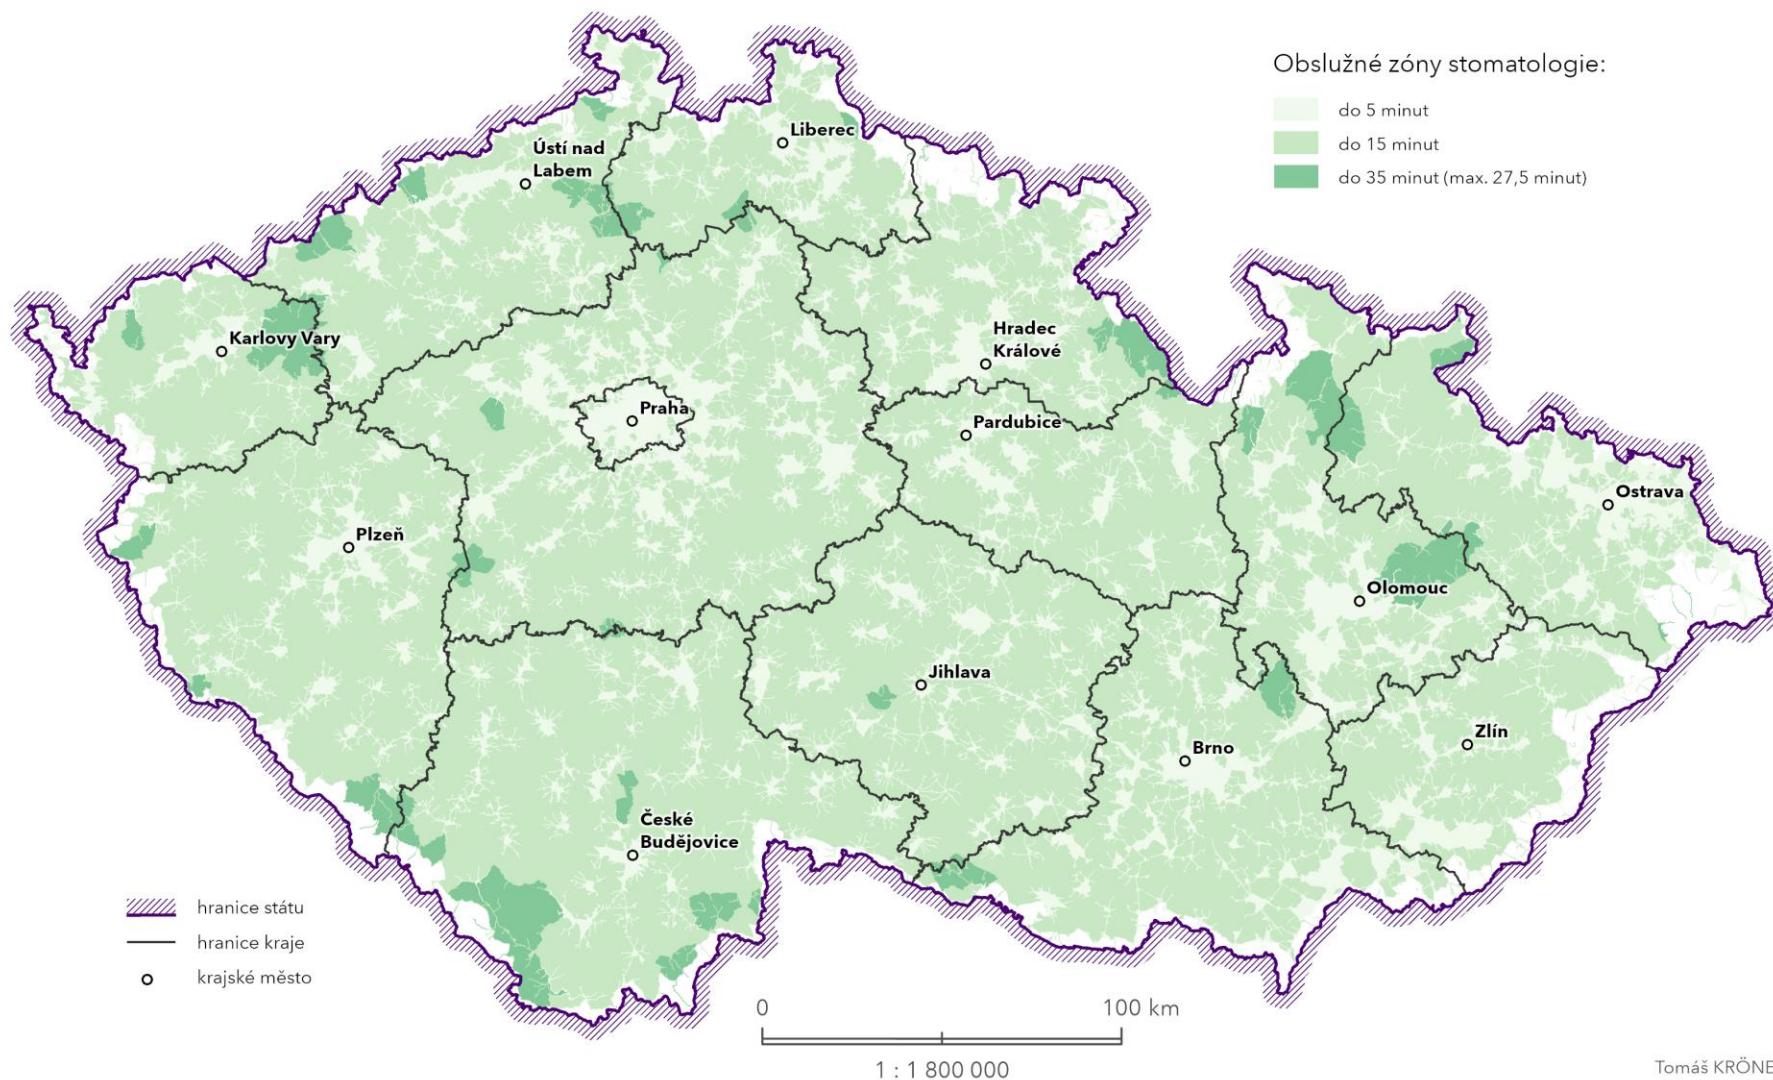 Obslužné zóny stomatologie:
do 5 minut
do 15 minut
do 35 minut (max. 27,5 minut)
Liberec
Ústí nad
Labem
Karlovy Vary
Hradec
Králové
Praha
Pardubice
Ostrava
Plzeň
Olomouc
Jihlava
Zlín
Brno
České
Budějovice
hranice státu
hranice kraje
krajské město
0 100 km
1 : 1 800 000
Tomáš KRÖNE